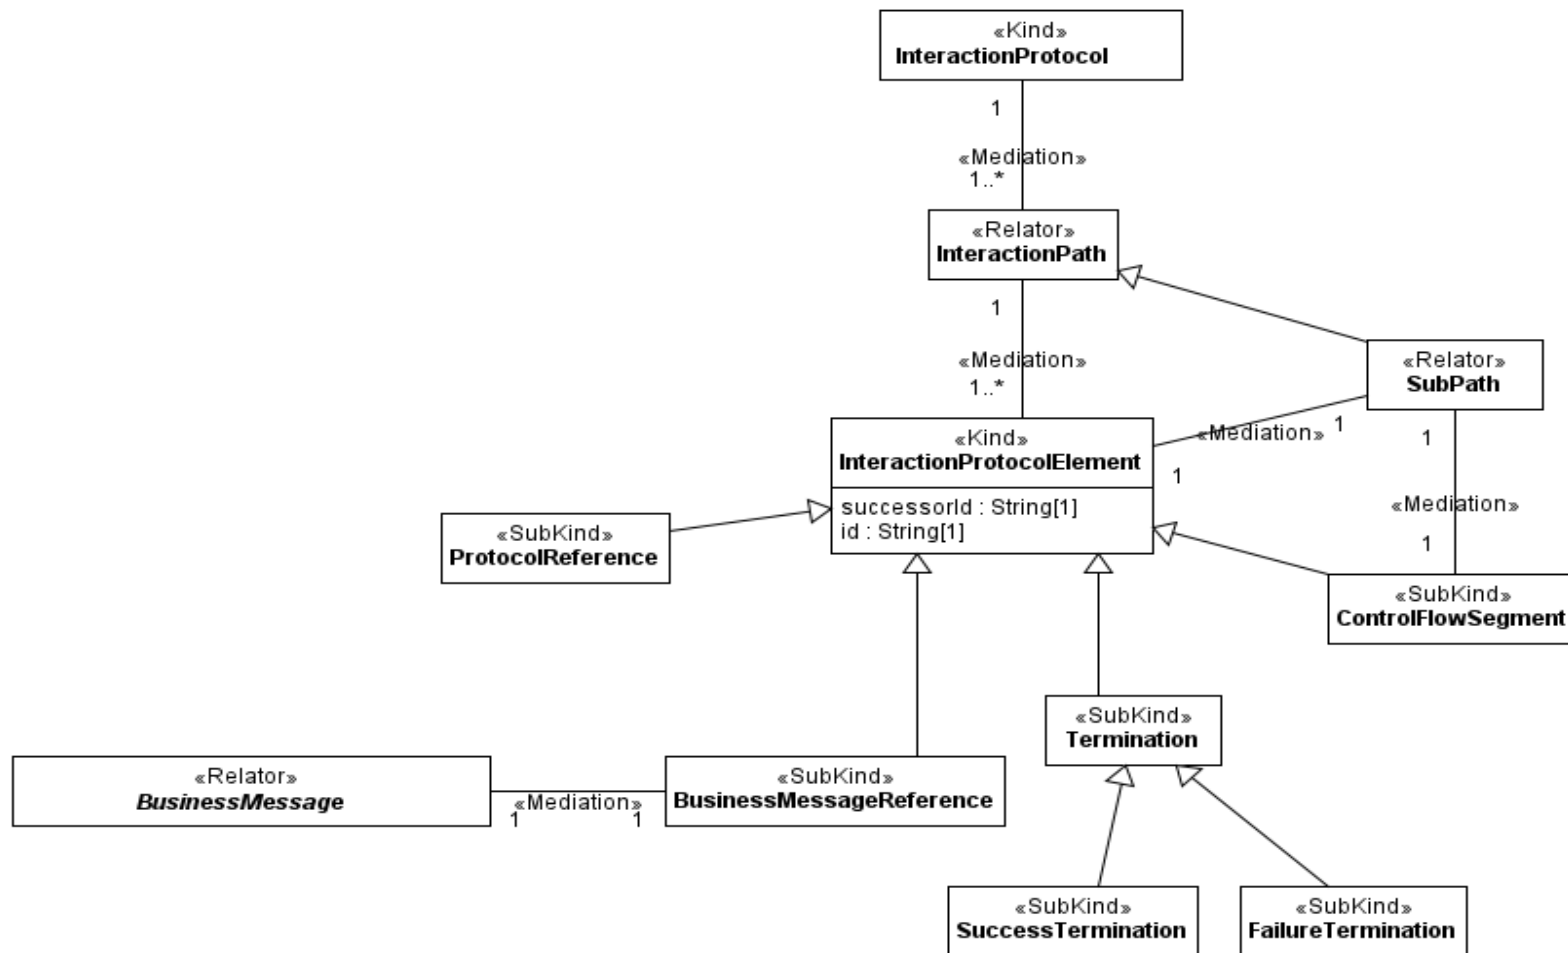 «Kind»
InteractionProtocol
1
«Mediation»
1..*
«Relator»
InteractionPath
1
«Mediation»
1..*
«Relator»
SubPath
1
«Mediation»
1
1
«Mediation»
1
«Kind»
InteractionProtocolElement
successorId : String[1]
id : String[1]
«SubKind»
ProtocolReference
«SubKind»
ControlFlowSegment
«SubKind»
Termination
«Relator»
BusinessMessage
«Mediation»
1
1
«SubKind»
BusinessMessageReference
«SubKind»
SuccessTermination
«SubKind»
FailureTermination